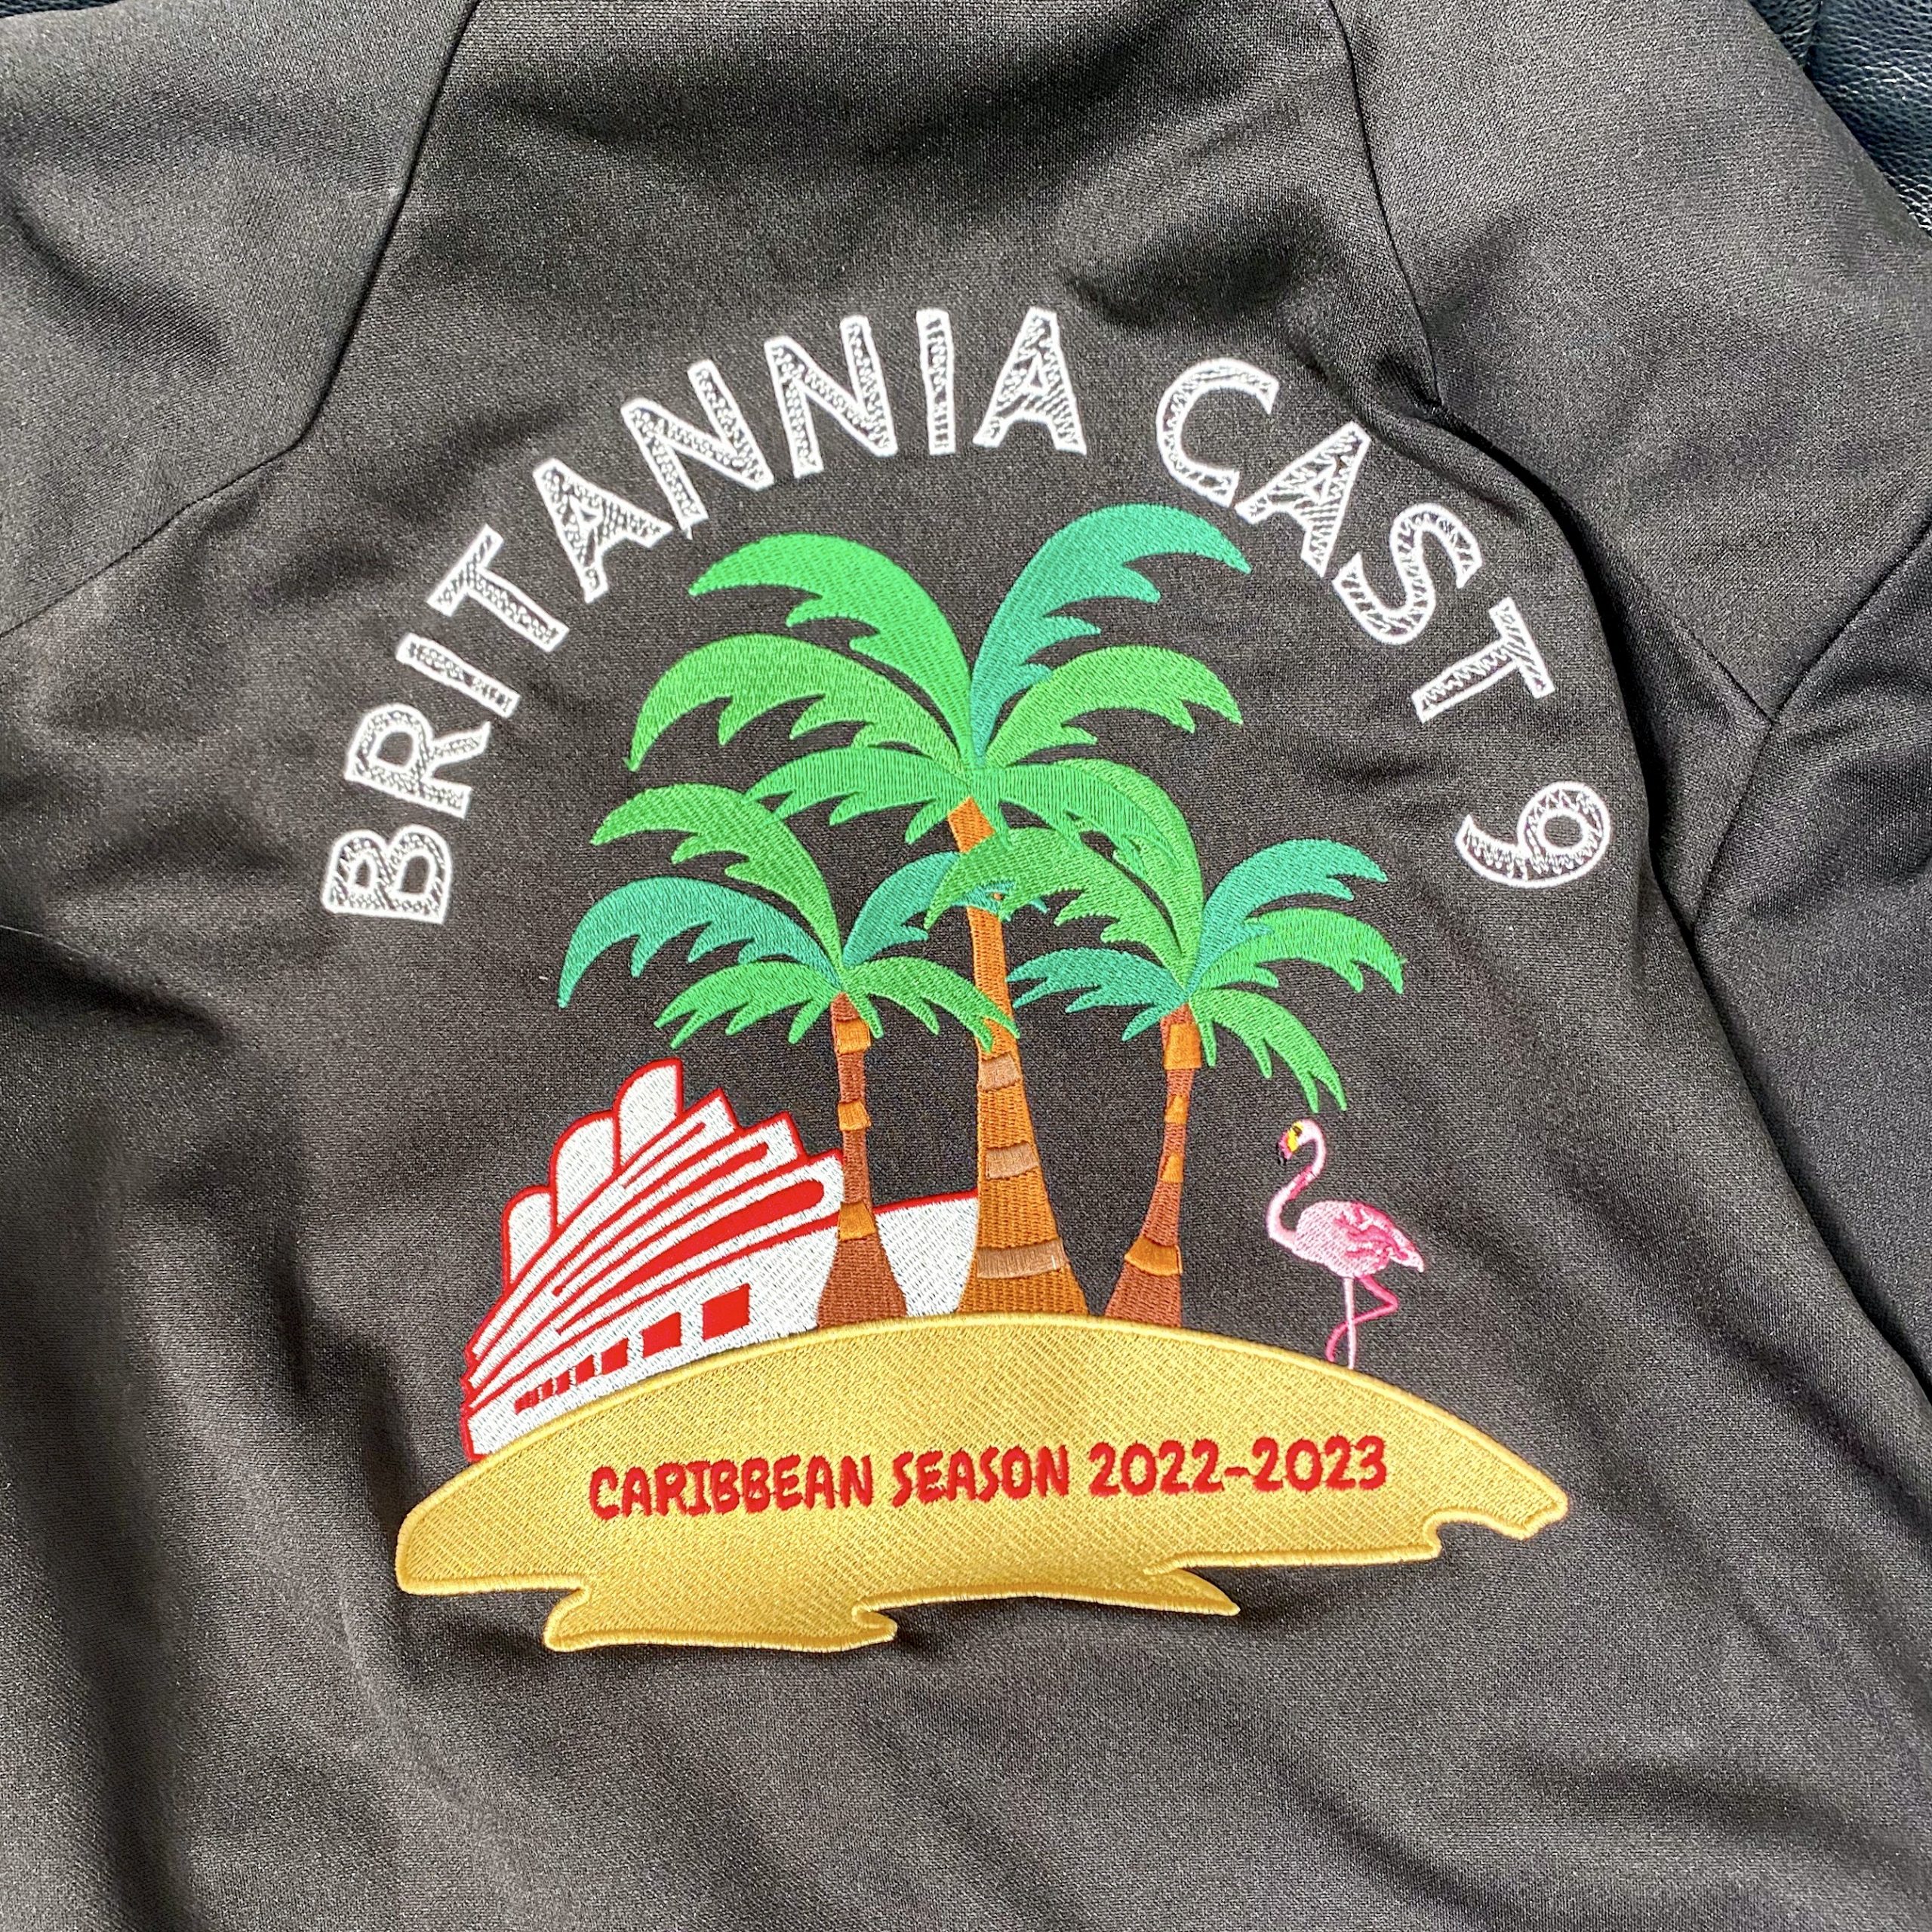 BRITANNIA CAST 9
CARIBBEAN SEASON 2022-2023